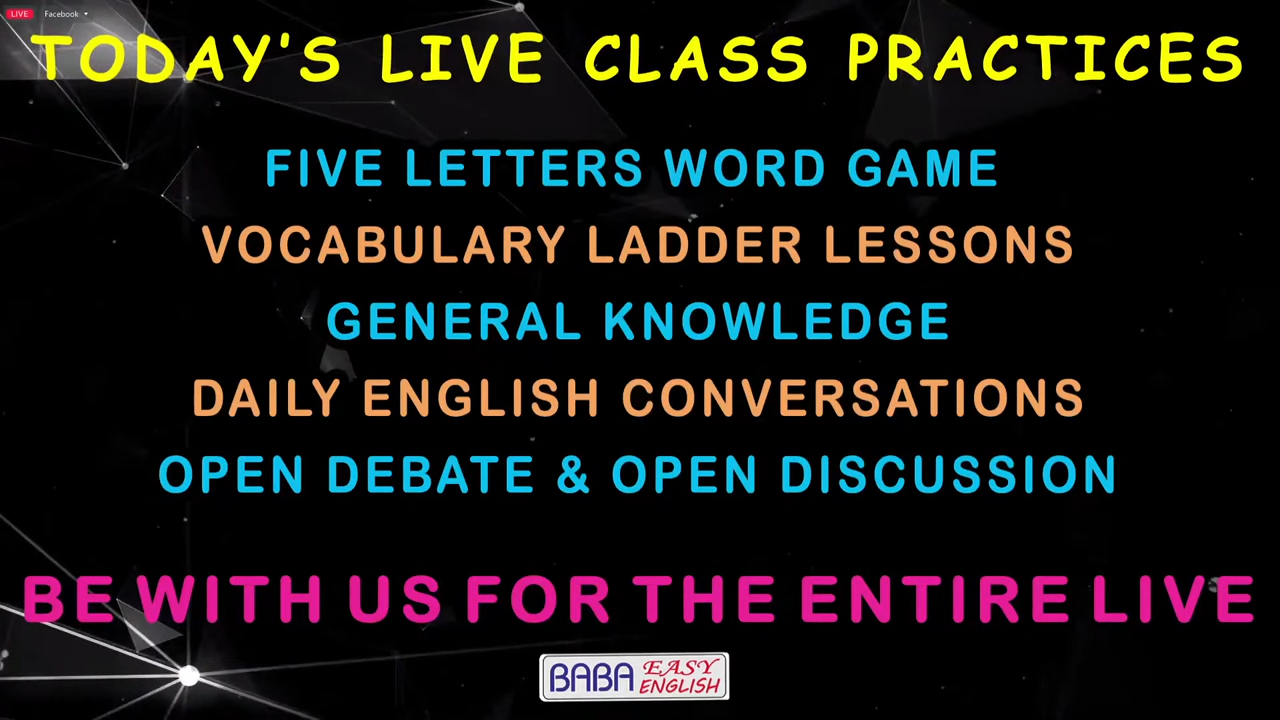 LIVE Facebook
TODAY'S LIVE CLASS PRACTICES
FIVE LETTERS WORD GAME
VOCABULARY LADDER LESSONS
GENERAL KNOWLEDGE
DAILY ENGLISH CONVERSATIONS
OPEN DEBATE & OPEN DISCUSSION
BE WITH US FOR THE ENTIRE LIVE
BABA EASY ENGLISH